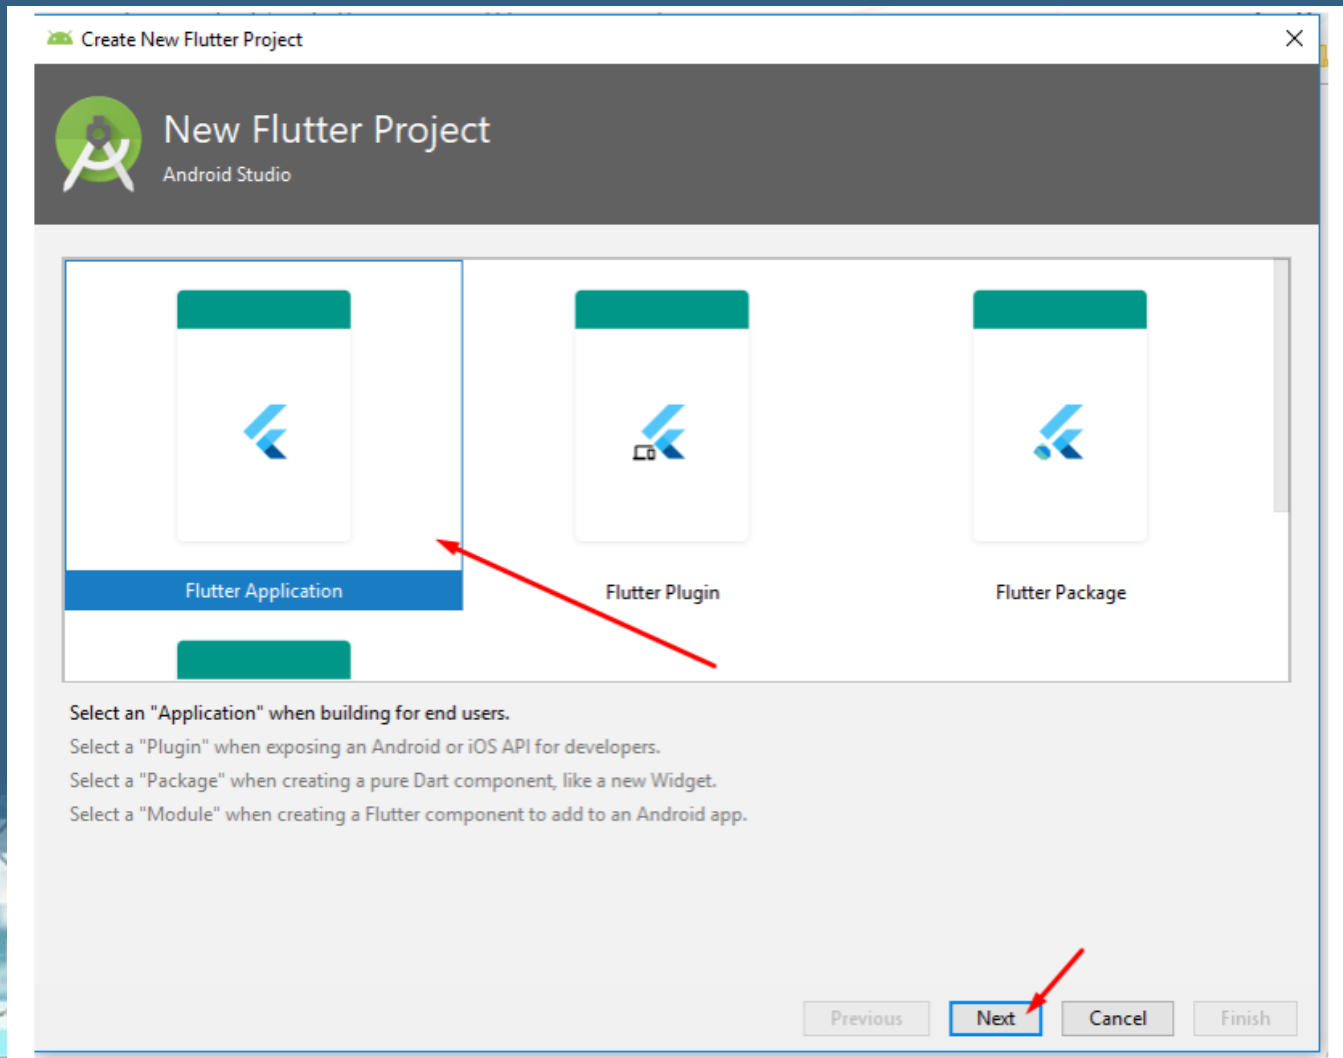 Create New Flutter Project
New Flutter Project
Android Studio
Flutter Application
Flutter Plugin
Flutter Package
Select an "Application" when building for end users.
Select a "Plugin" when exposing an Android or iOS API for developers.
Select a "Package" when creating a pure Dart component, like a new Widget.
Select a "Module" when creating a Flutter component to add to an Android app.
Previous
Next
Cancel
Finish